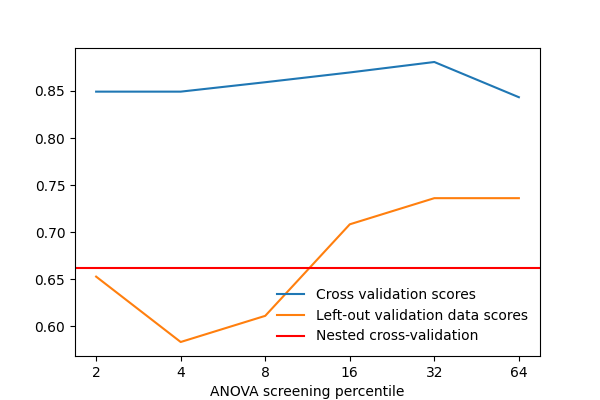 0.85
0.80
0.75
0.70
0.65
0.60
Cross validation scores
Left-out validation data scores
Nested cross-validation
2 4 8 16 32 64
ANOVA screening percentile